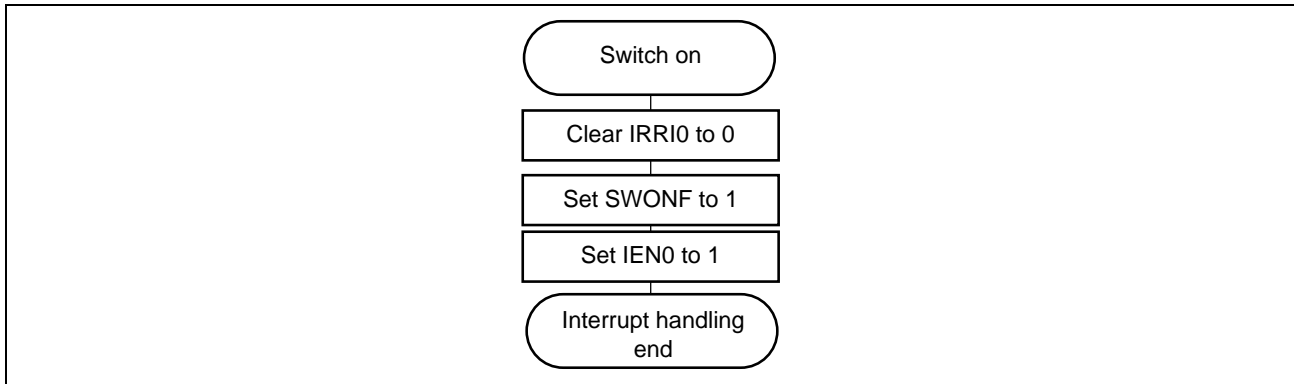 Switch on
Clear IRRI0 to 0
Set SWONF to 1
Set IEN0 to 1
Interrupt handling
end